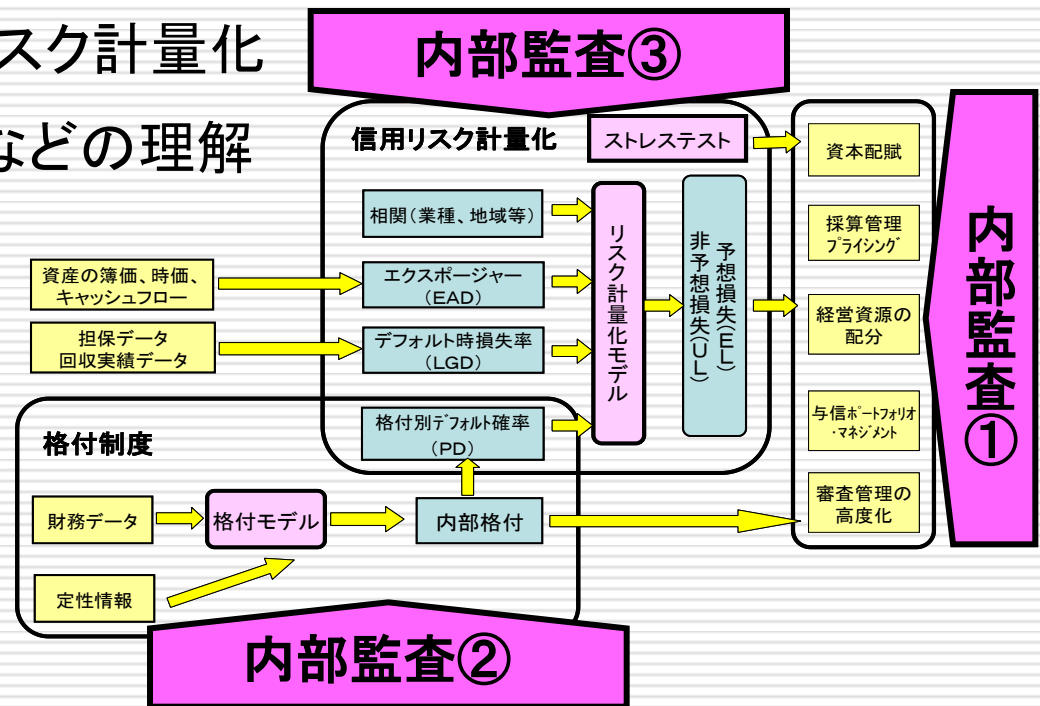 スク計量化
などの理解
内部監査③
信用リスク計量化
ストレステスト
相関(業種、地域等)
資産の簿価、時価、
キャッシュフロー
エクスポージャー
(EAD)
担保データ
回収実績データ
デフォルト時損失率
(LGD)
格付別ﾃﾞﾌｫﾙﾄ確率
(PD)
リスク計量化モデル
予想損失(EL)
非予想損失(UL)
資本配賦
採算管理
ﾌﾟﾗｲｼﾝｸﾞ
経営資源の
配分
与信ﾎﾟｰﾄﾌｫﾘｵ
・ﾏﾈｼﾞﾒﾝﾄ
審査管理の
高度化
内部監査①
格付制度
財務データ
格付モデル
内部格付
定性情報
内部監査②